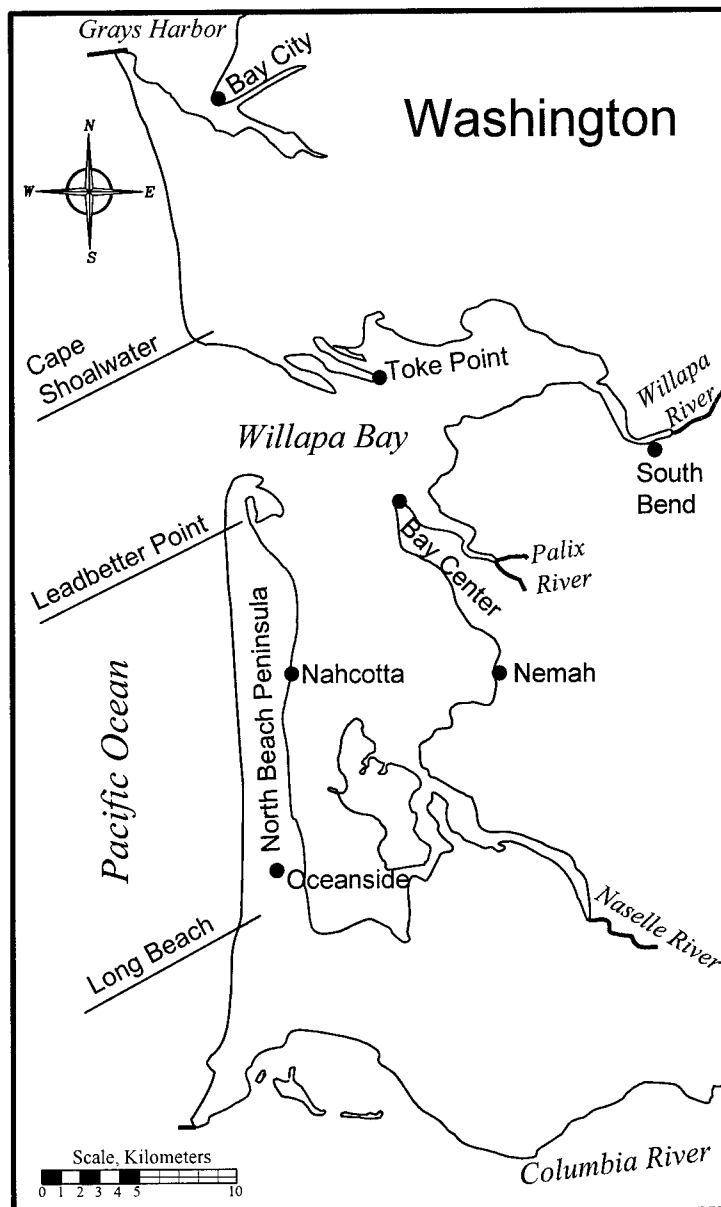 Grays Harbor
Bay City
Washington
N
W
E
S
Cape
Shoalwater
Toke Point
Willapa
River
Willapa Bay
South
Bend
Leadbetter Point
Bay Center
Palix
River
North Beach Peninsula
Nahcotta
Nemah
Pacific Ocean
Oceanside
Naselle River
Long Beach
Scale, Kilometers
0 1 2 3 4 5 10
Columbia River